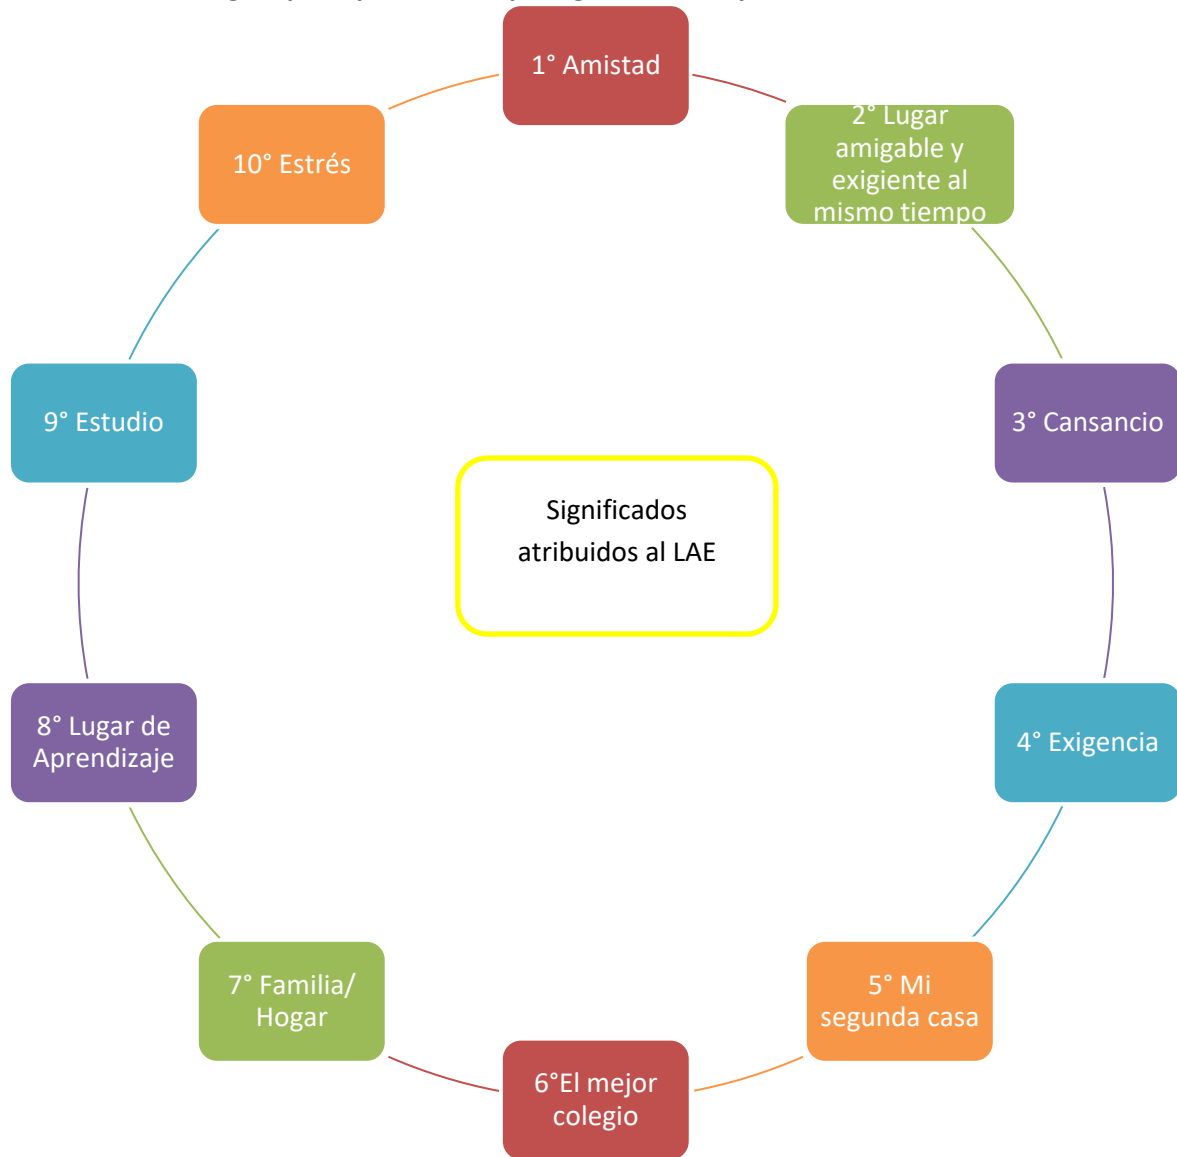 1° Amistad
2° Lugar
amigable y
exigiente al
mismo tiempo
3° Cansancio
4° Exigencia
5° Mi
segunda casa
6°El mejor
colegio
7° Familia/
Hogar
8° Lugar de
Aprendizaje
9° Estudio
10° Estrés
Significados
atribuidos al LAE